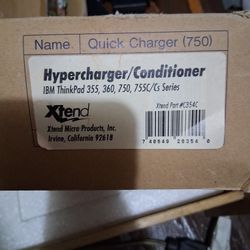 Name
Quick Charger (750)
Hypercharger/Conditioner
IBM ThinkPad 355, 360, 750, 755C/Cs Series
Xtend
Xtend Part #C354C
Xtend Micro Products, Inc.
Irvine, California 92618
7 40549 20354 0